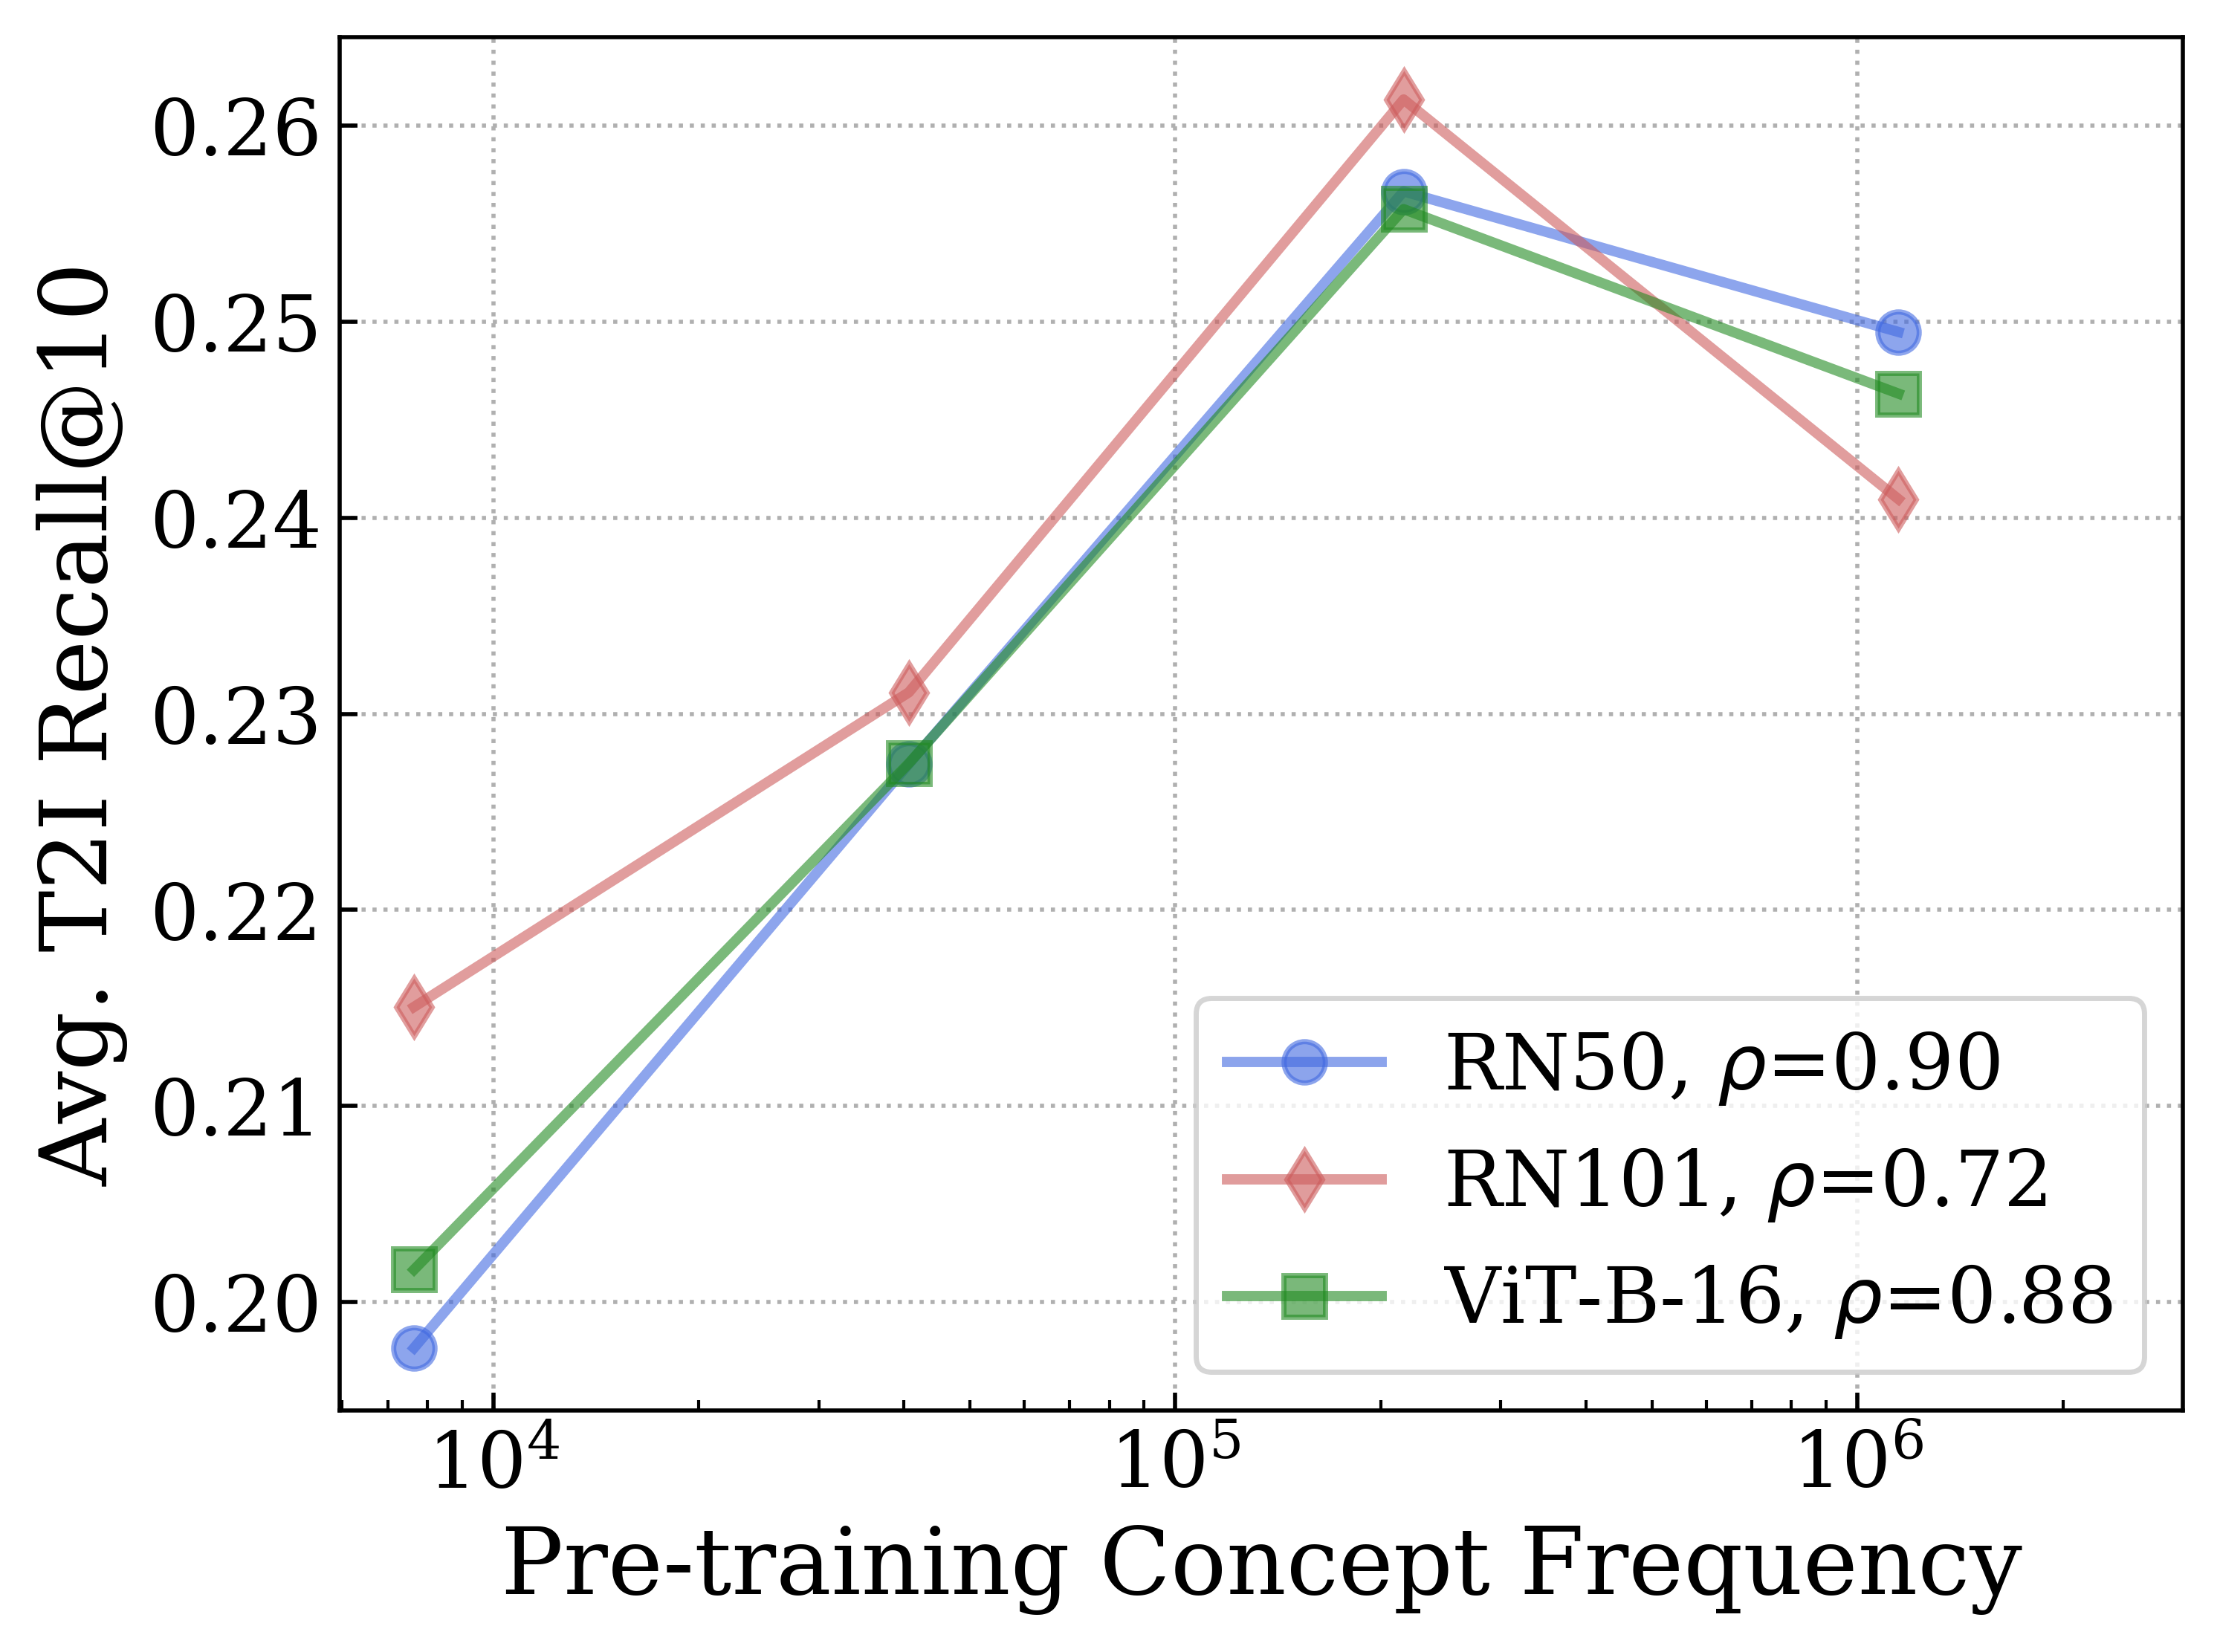 Avg. T2I Recall@10
0.26
0.25
0.24
0.23
0.22
0.21
0.20
RN50, ρ=0.90
RN101, ρ=0.72
ViT-B-16, ρ=0.88
10⁴ 10⁵ 10⁶
Pre-training Concept Frequency